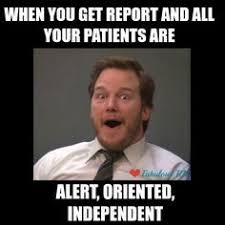 WHEN YOU GET REPORT AND ALL
YOUR PATIENTS ARE
ALERT, ORIENTED,
INDEPENDENT